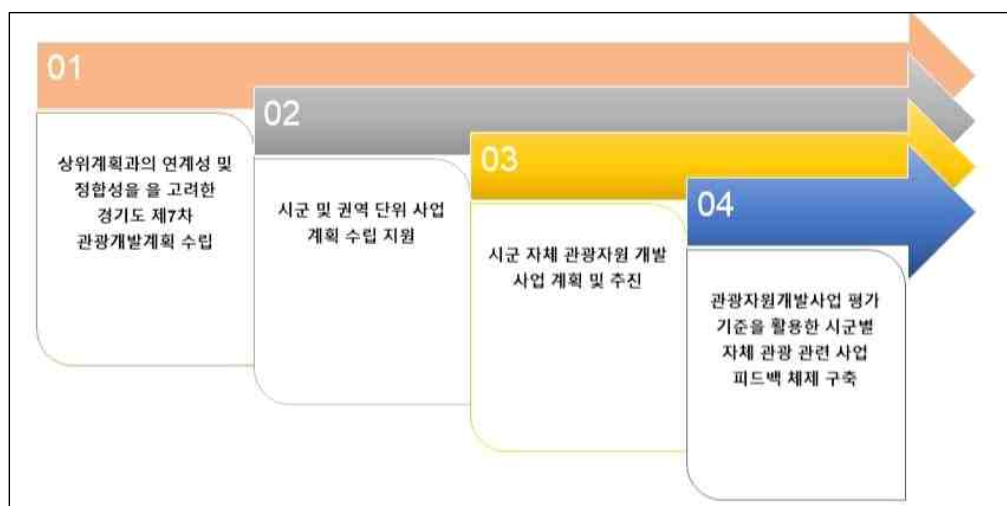 01
상위계획과의 연계성 및
정합성을 을 고려한
경기도 제7차
관광개발계획 수립
02
시군 및 권역 단위 사업
계획 수립 지원
03
시군 자체 관광자원 개발
사업 계획 및 추진
04
관광자원개발사업 평가
기준을 활용한 시군별
자체 관광 관련 사업
피드백 체제 구축